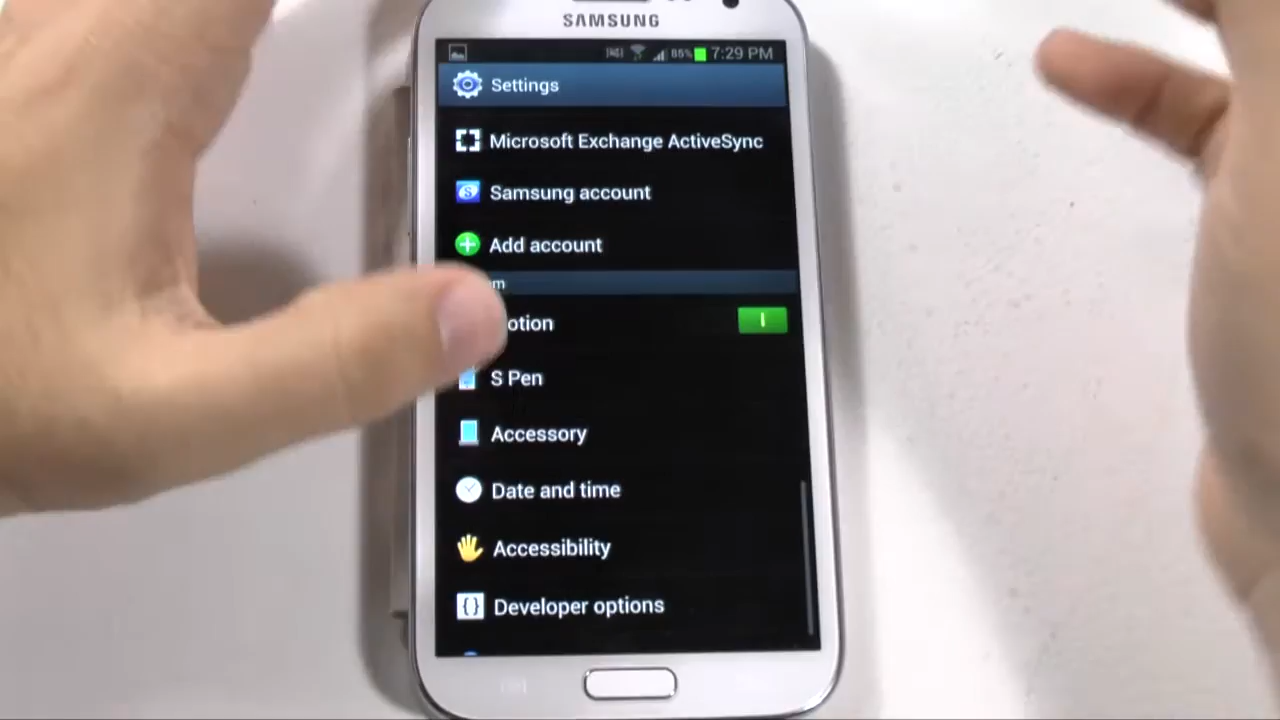 SAMSUNG
85% 7:29 PM
Settings
Microsoft Exchange ActiveSync
Samsung account
Add account
m
otion
S Pen
Accessory
Date and time
Accessibility
Developer options